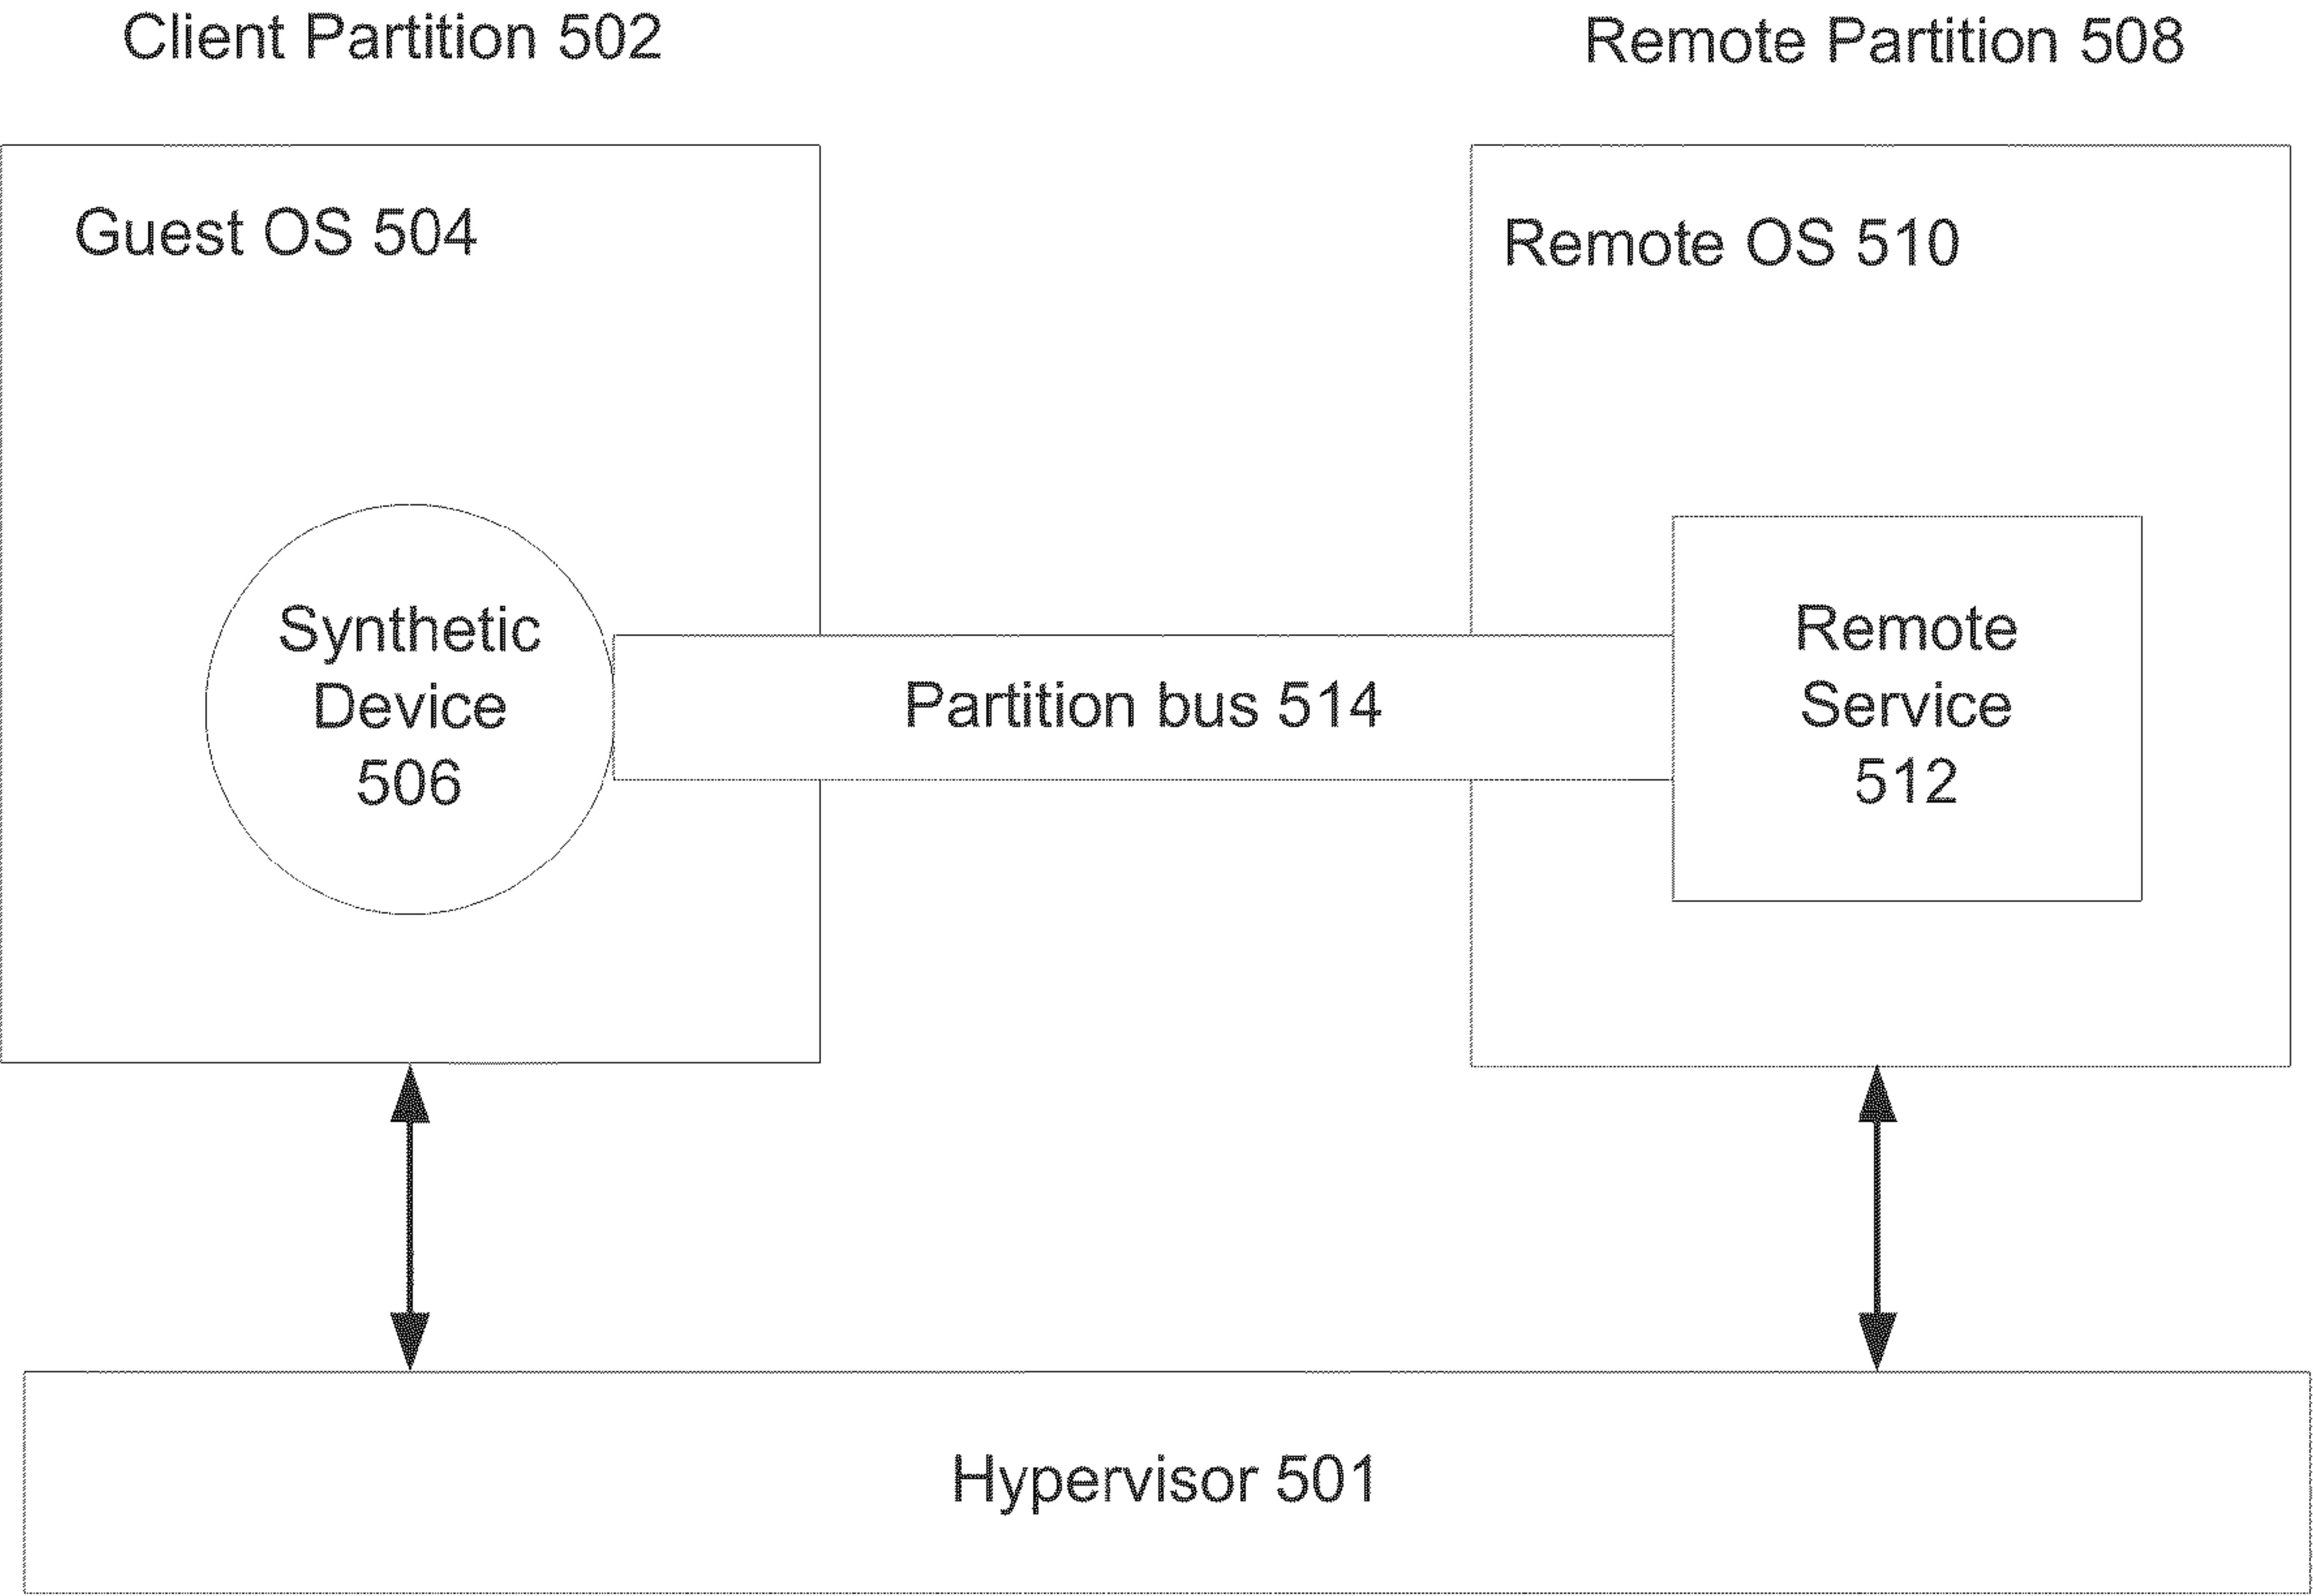 Client Partition 502
Remote Partition 508
Guest OS 504
Remote OS 510
Synthetic
Device
506
Partition bus 514
Remote
Service
512
Hypervisor 501